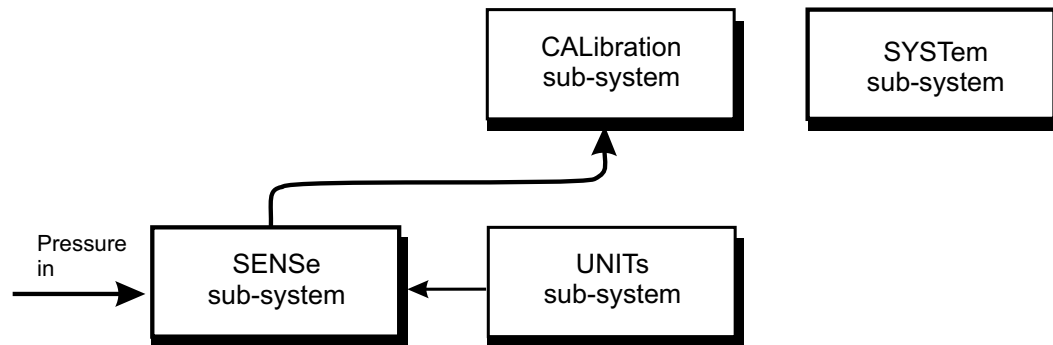 CALibration
sub-system
SYSTem
sub-system
Pressure
in
SENSe
sub-system
UNITs
sub-system